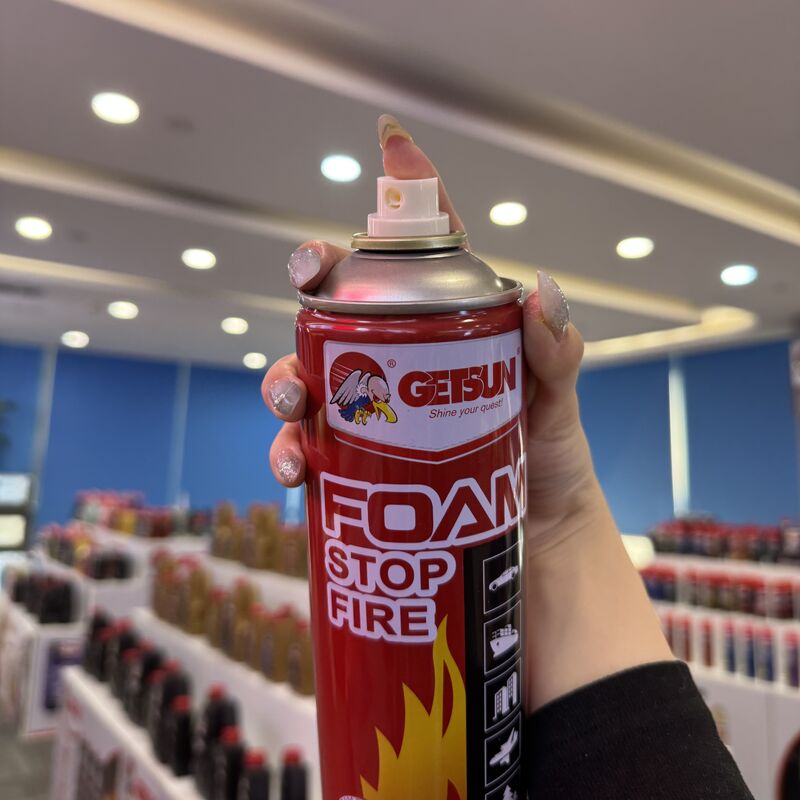 GETSUN®
Shine your quest!
FOAM
STOP
FIRE